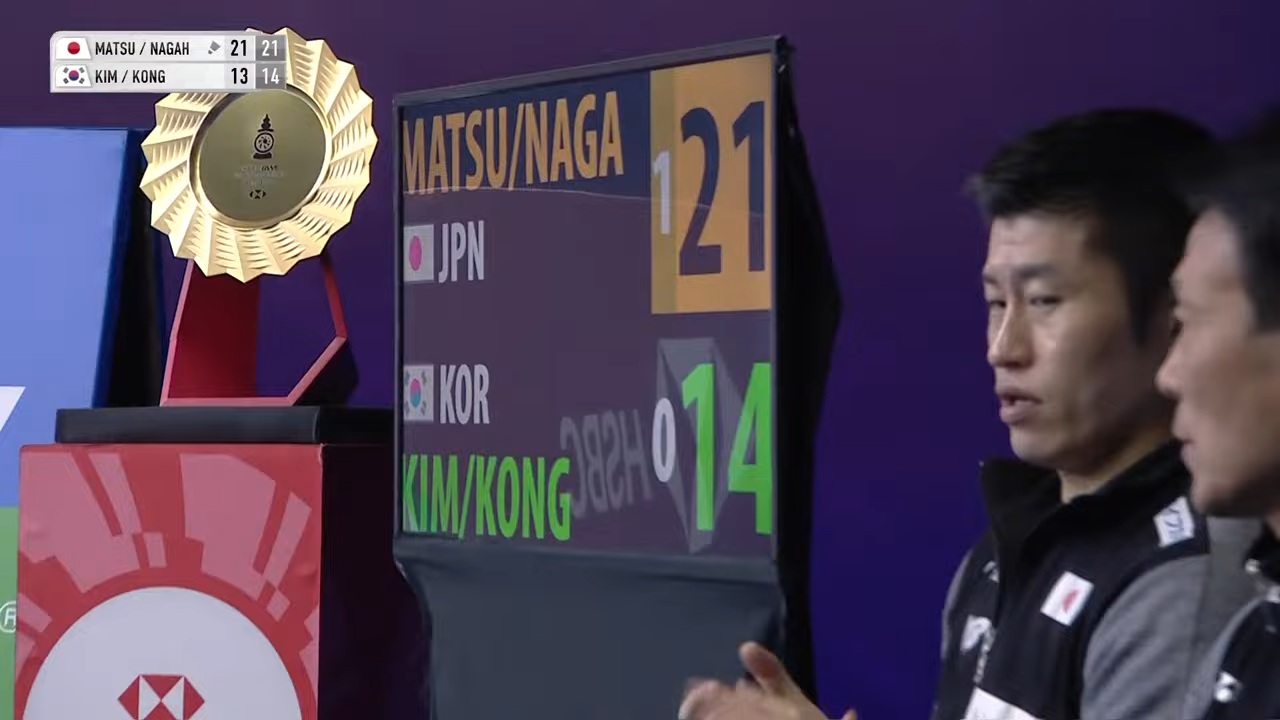 MATSU / NAGAH 21 21
KIM / KONG 13 14
MATSU/NAGA 1 21
JPN
KOR
KIM/KONG 0 14
HSBC